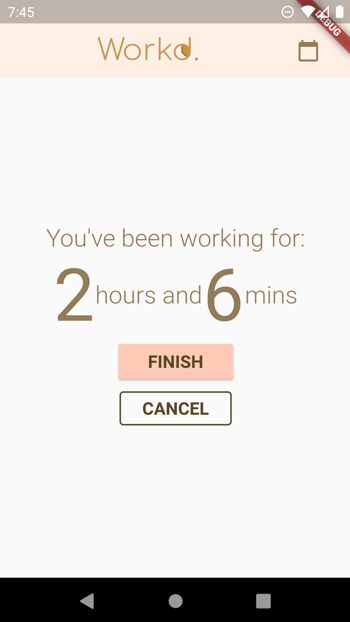 7:45
DEBUG
Workd.
You've been working for:
2 hours and 6 mins
FINISH
CANCEL